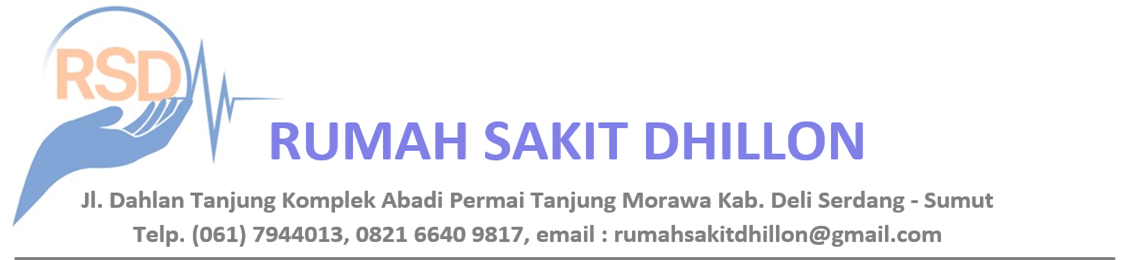 RSD
RUMAH SAKIT DHILLON
Jl. Dahlan Tanjung Komplek Abadi Permai Tanjung Morawa Kab. Deli Serdang - Sumut
Telp. (061) 7944013, 0821 6640 9817, email : rumahsakitdhillon@gmail.com